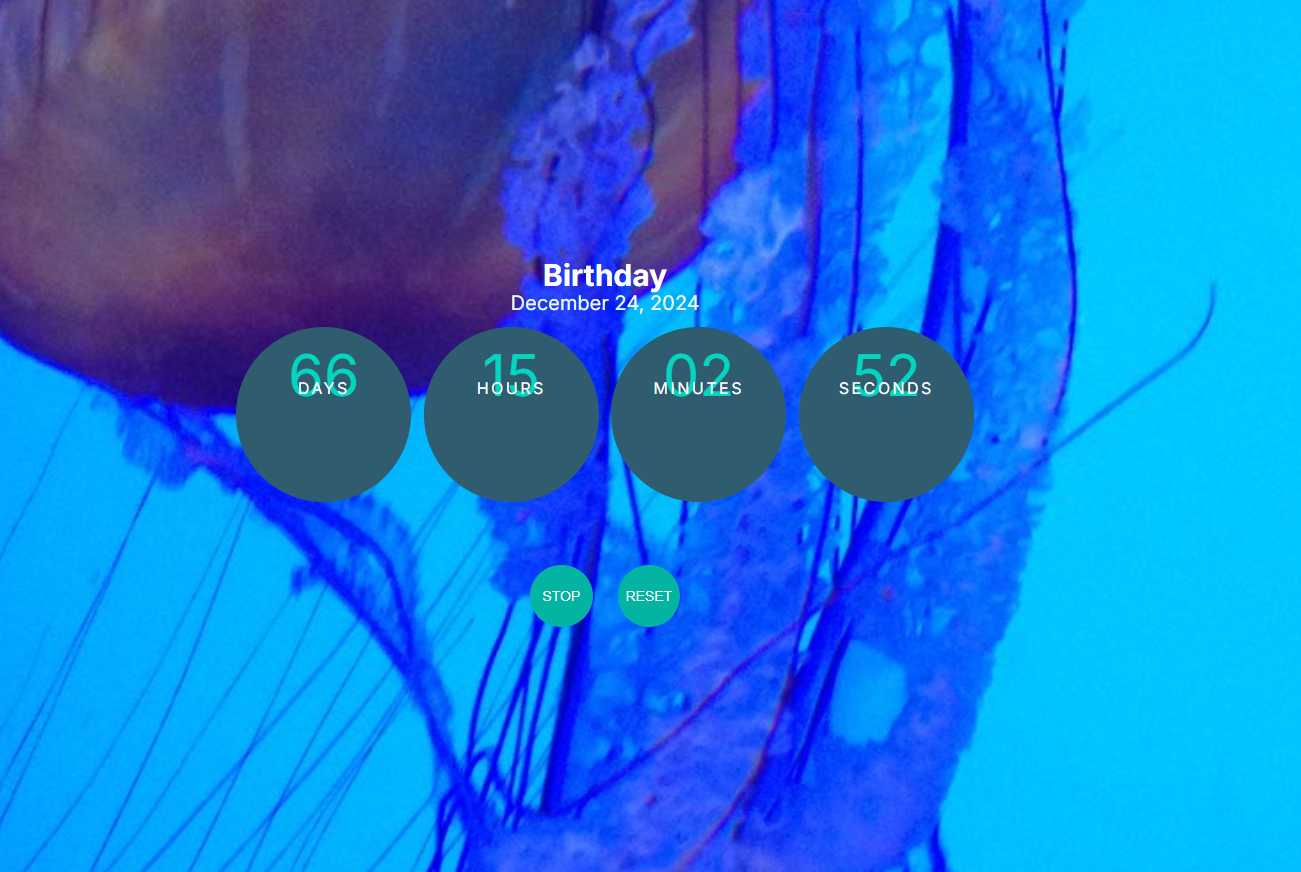 Birthday
December 24, 2024
66 15 02 52
DAYS HOURS MINUTES SECONDS
STOP RESET